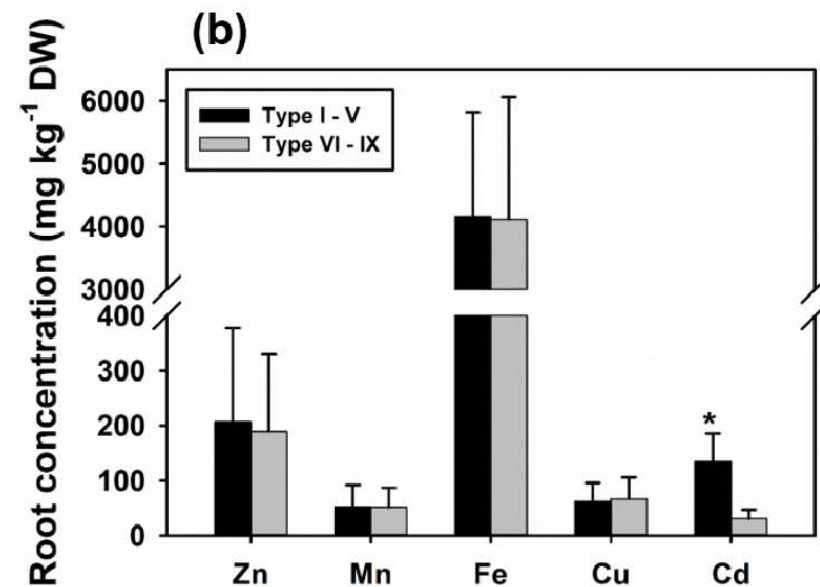 (b)
Root concentration (mg kg⁻¹ DW)
Type I - V
Type VI - IX
6000
5000
4000
3000
400
300
200
100
0
*
Zn Mn Fe Cu Cd